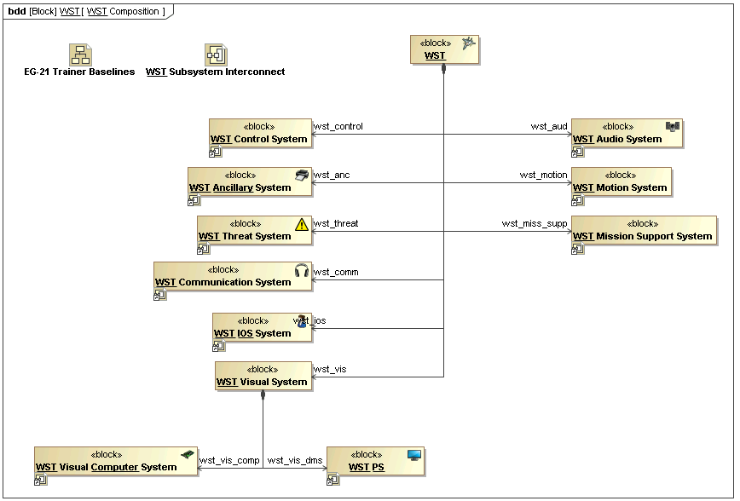 bdd [Block] WST [ WST Composition ]
EG-21 Trainer Baselines
WST Subsystem Interconnect
«block»
WST
«block»
WST Control System
wst_control
wst_aud
«block»
WST Audio System
«block»
WST Ancillary System
wst_anc
wst_motion
«block»
WST Motion System
«block»
WST Threat System
wst_threat
wst_miss_supp
«block»
WST Mission Support System
«block»
WST Communication System
wst_comm
«block»
WST IOS System
wst_ios
«block»
WST Visual System
wst_vis
«block»
WST Visual Computer System
wst_vis_comp
wst_vis_dms
«block»
WST PS